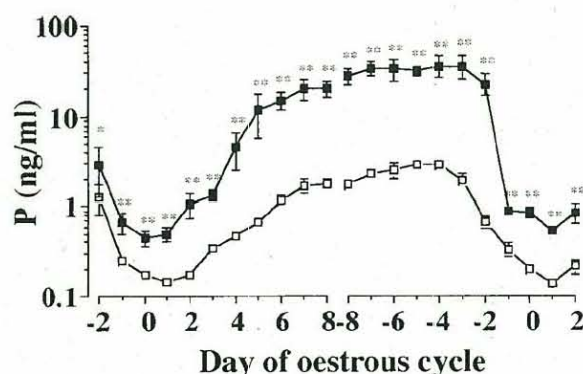 100
10
1
0.1
P (ng/ml)
* ** ** ** ** ** ** ** ** ** ** ** ** ** ** ** ** ** ** ** ** ** **
-2 0 2 4 6 8 -8 -6 -4 -2 0 2
Day of oestrous cycle